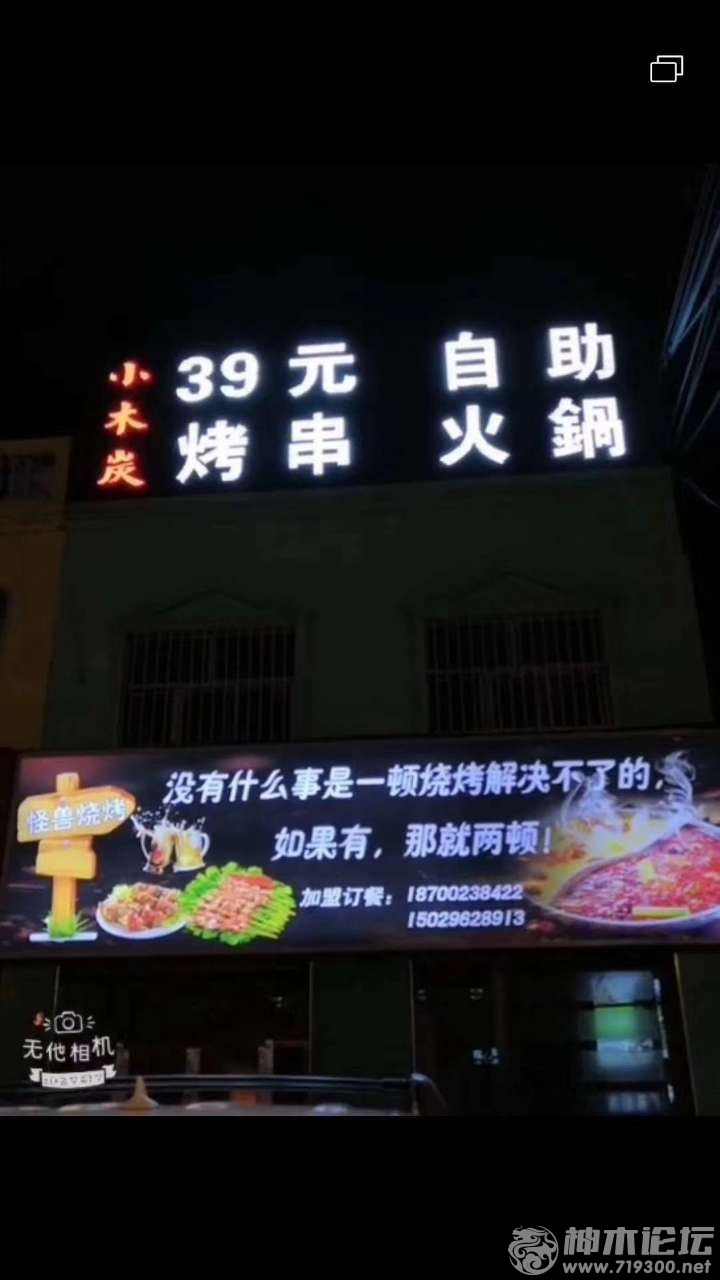 小木炭
39元 自助
烤串 火鍋
怪兽烧烤
没有什么事是一顿烧烤解决不了的，
如果有，那就两顿！
加盟订餐：18700238422
15029628913
无他相机
神木论坛
www.719300.net